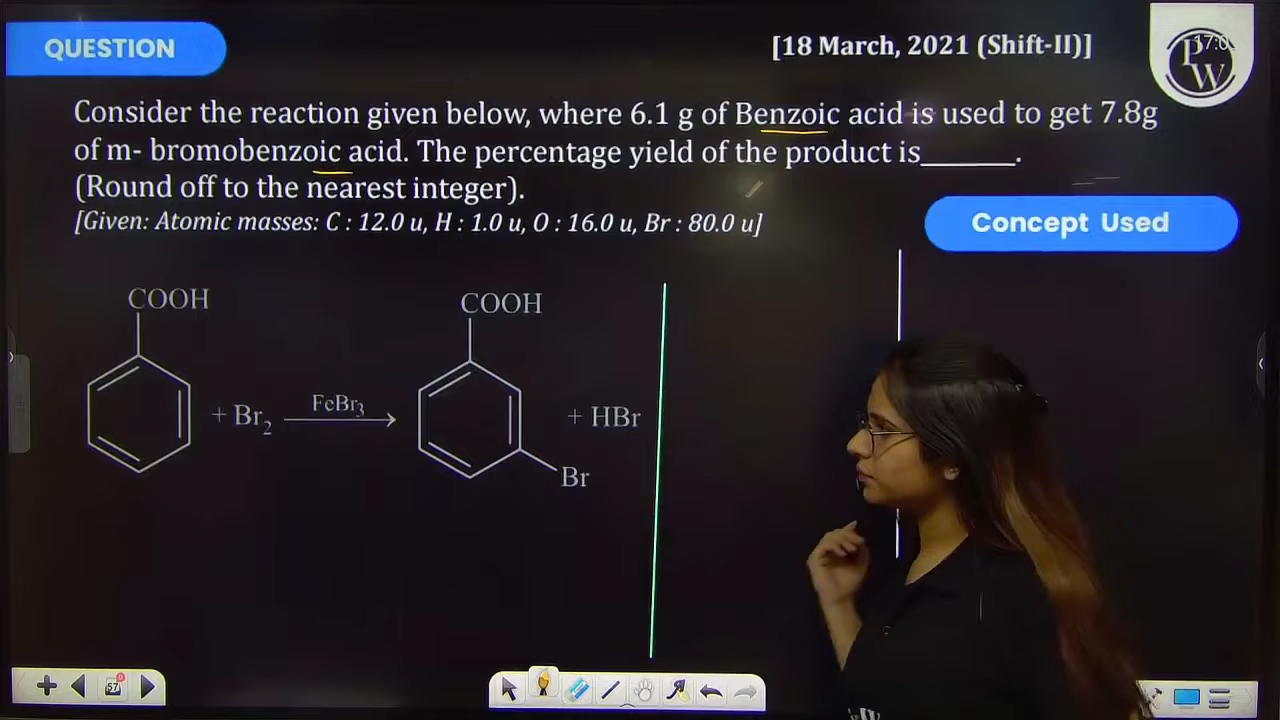 QUESTION
[18 March, 2021 (Shift-II)]
PW
Consider the reaction given below, where 6.1 g of Benzoic acid is used to get 7.8g
of m- bromobenzoic acid. The percentage yield of the product is______.
(Round off to the nearest integer).
[Given: Atomic masses: C : 12.0 u, H : 1.0 u, O : 16.0 u, Br : 80.0 u]
Concept Used
COOH
COOH
+ Br₂
FeBr₃
+ HBr
Br
57